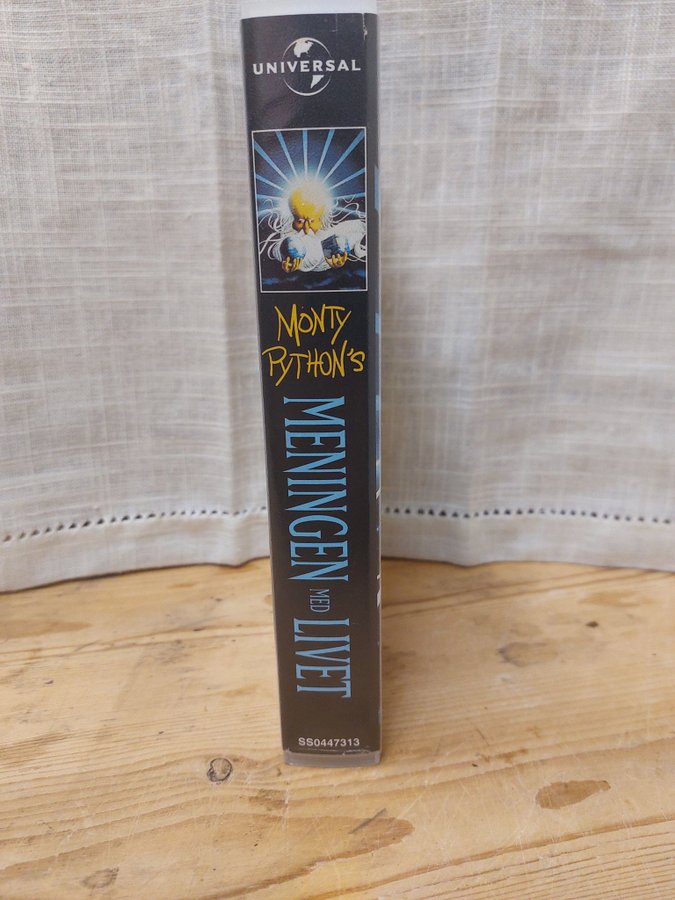 UNIVERSAL
MONTY
PYTHON'S
MENINGEN MED LIVET
SS0447313